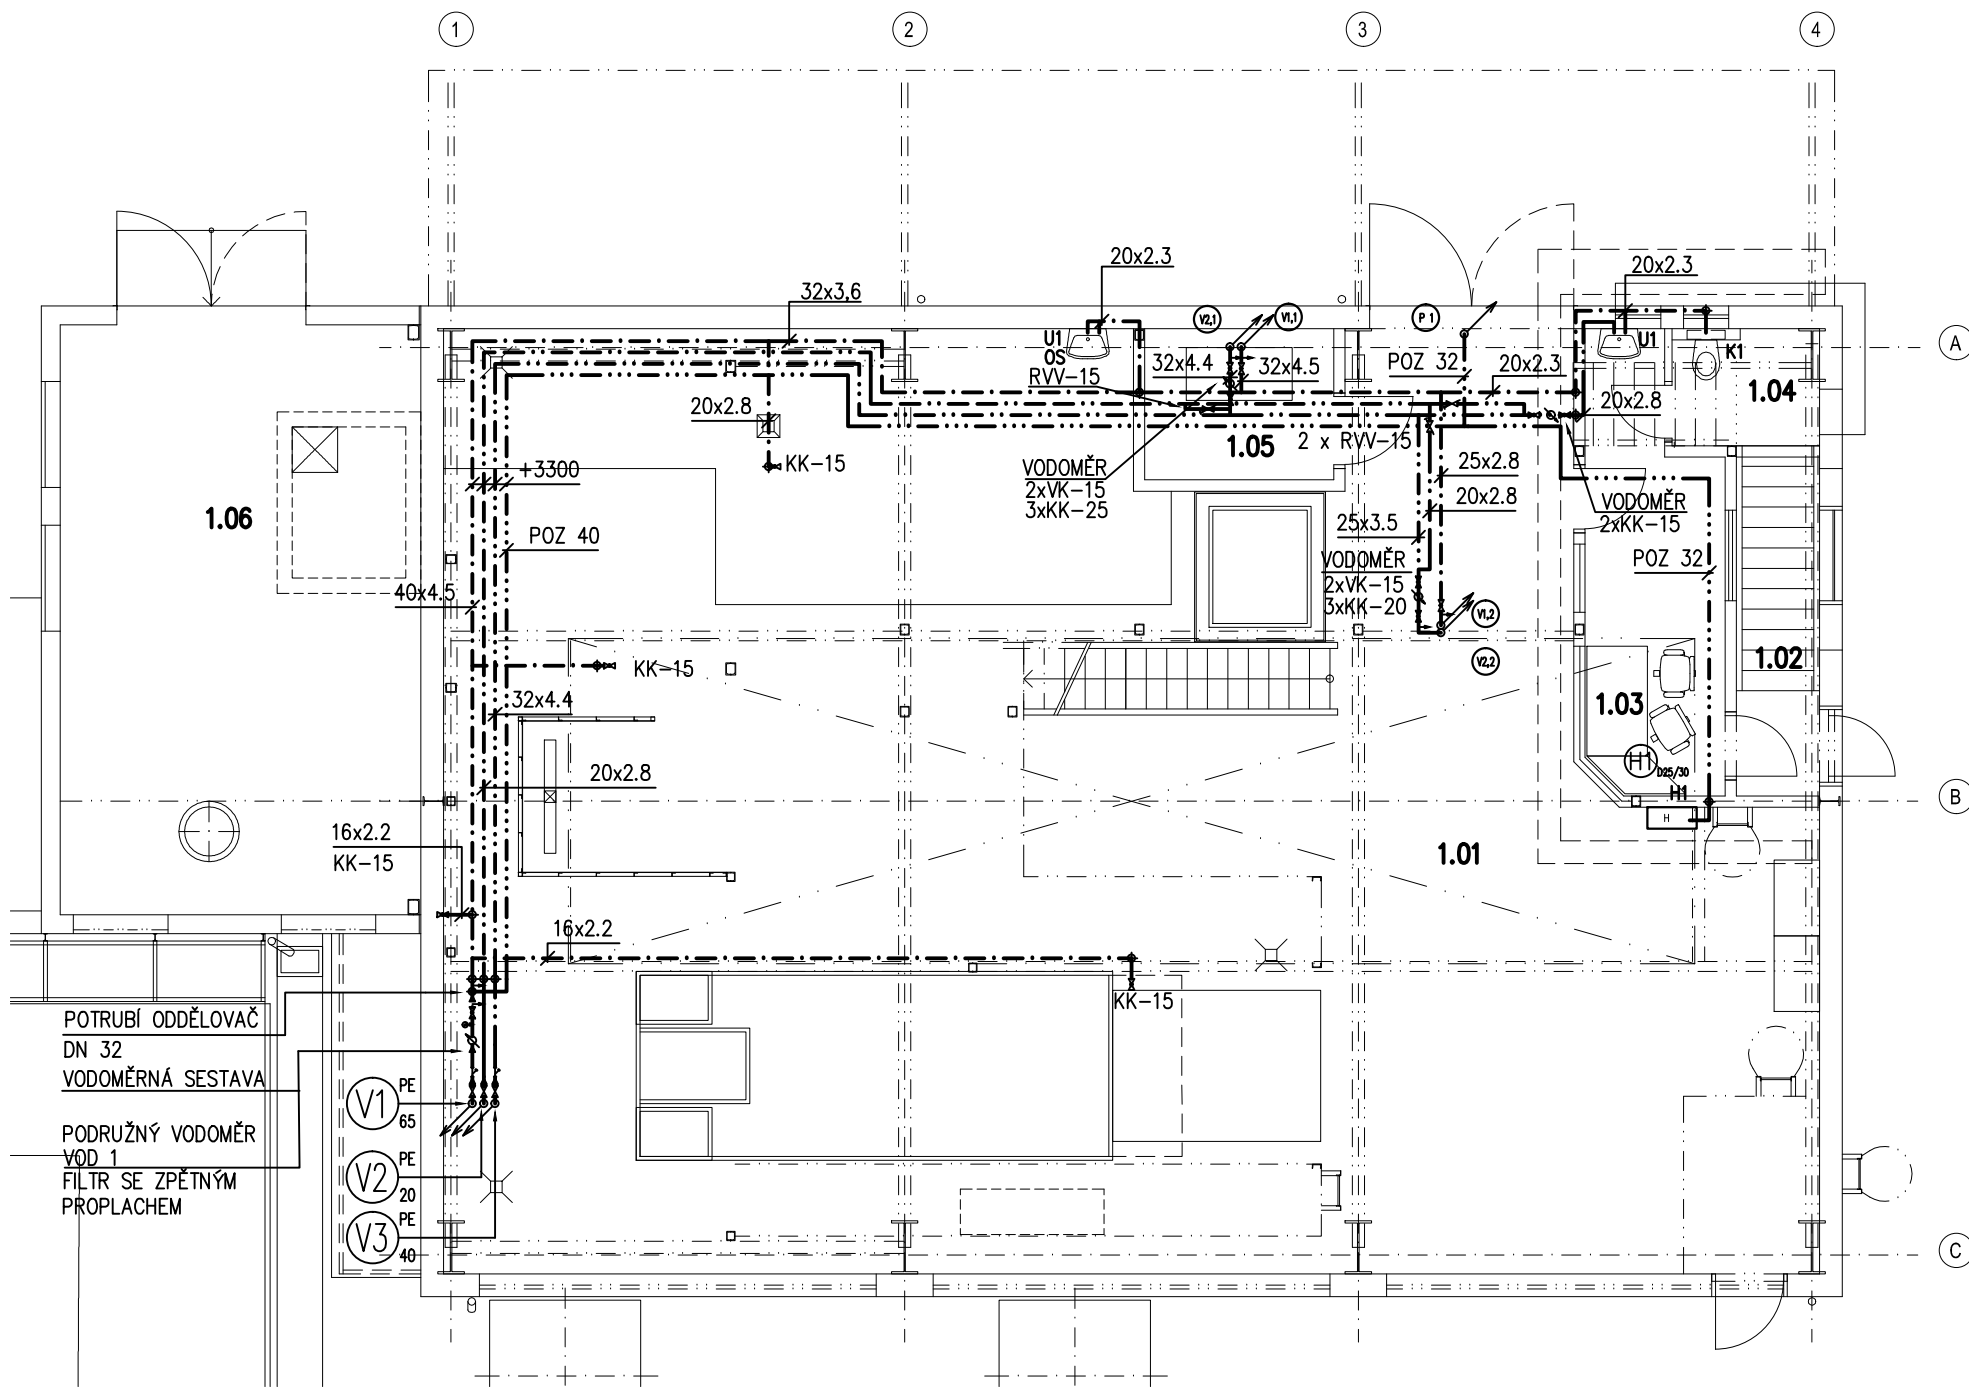 1
2
3
4
A
B
C
20x2.3
20x2.3
32x3,6
V2,1
V1,1
P 1
U1
OS
RVV-15
32x4.4
32x4.5
POZ 32
20x2.3
U1
K1
1.04
20x2.8
20x2.8
1.05
2 x RVV-15
KK-15
+3300
VODOMĚR
2xVK-15
3xKK-25
25x2.8
20x2.8
25x3.5
VODOMĚR
2xKK-15
1.06
POZ 40
VODOMĚR
2xVK-15
3xKK-20
POZ 32
40x4.5
V1,2
V2,2
KK-15
1.02
32x4.4
1.03
20x2.8
H1
D25/30
H1
H
16x2.2
KK-15
1.01
16x2.2
KK-15
POTRUBÍ ODDĚLOVAČ
DN 32
VODOMĚRNÁ SESTAVA
V1
PE
65
PODRUŽNÝ VODOMĚR
VOD 1
FILTR SE ZPĚTNÝM
PROPLACHEM
V2
PE
20
V3
PE
40